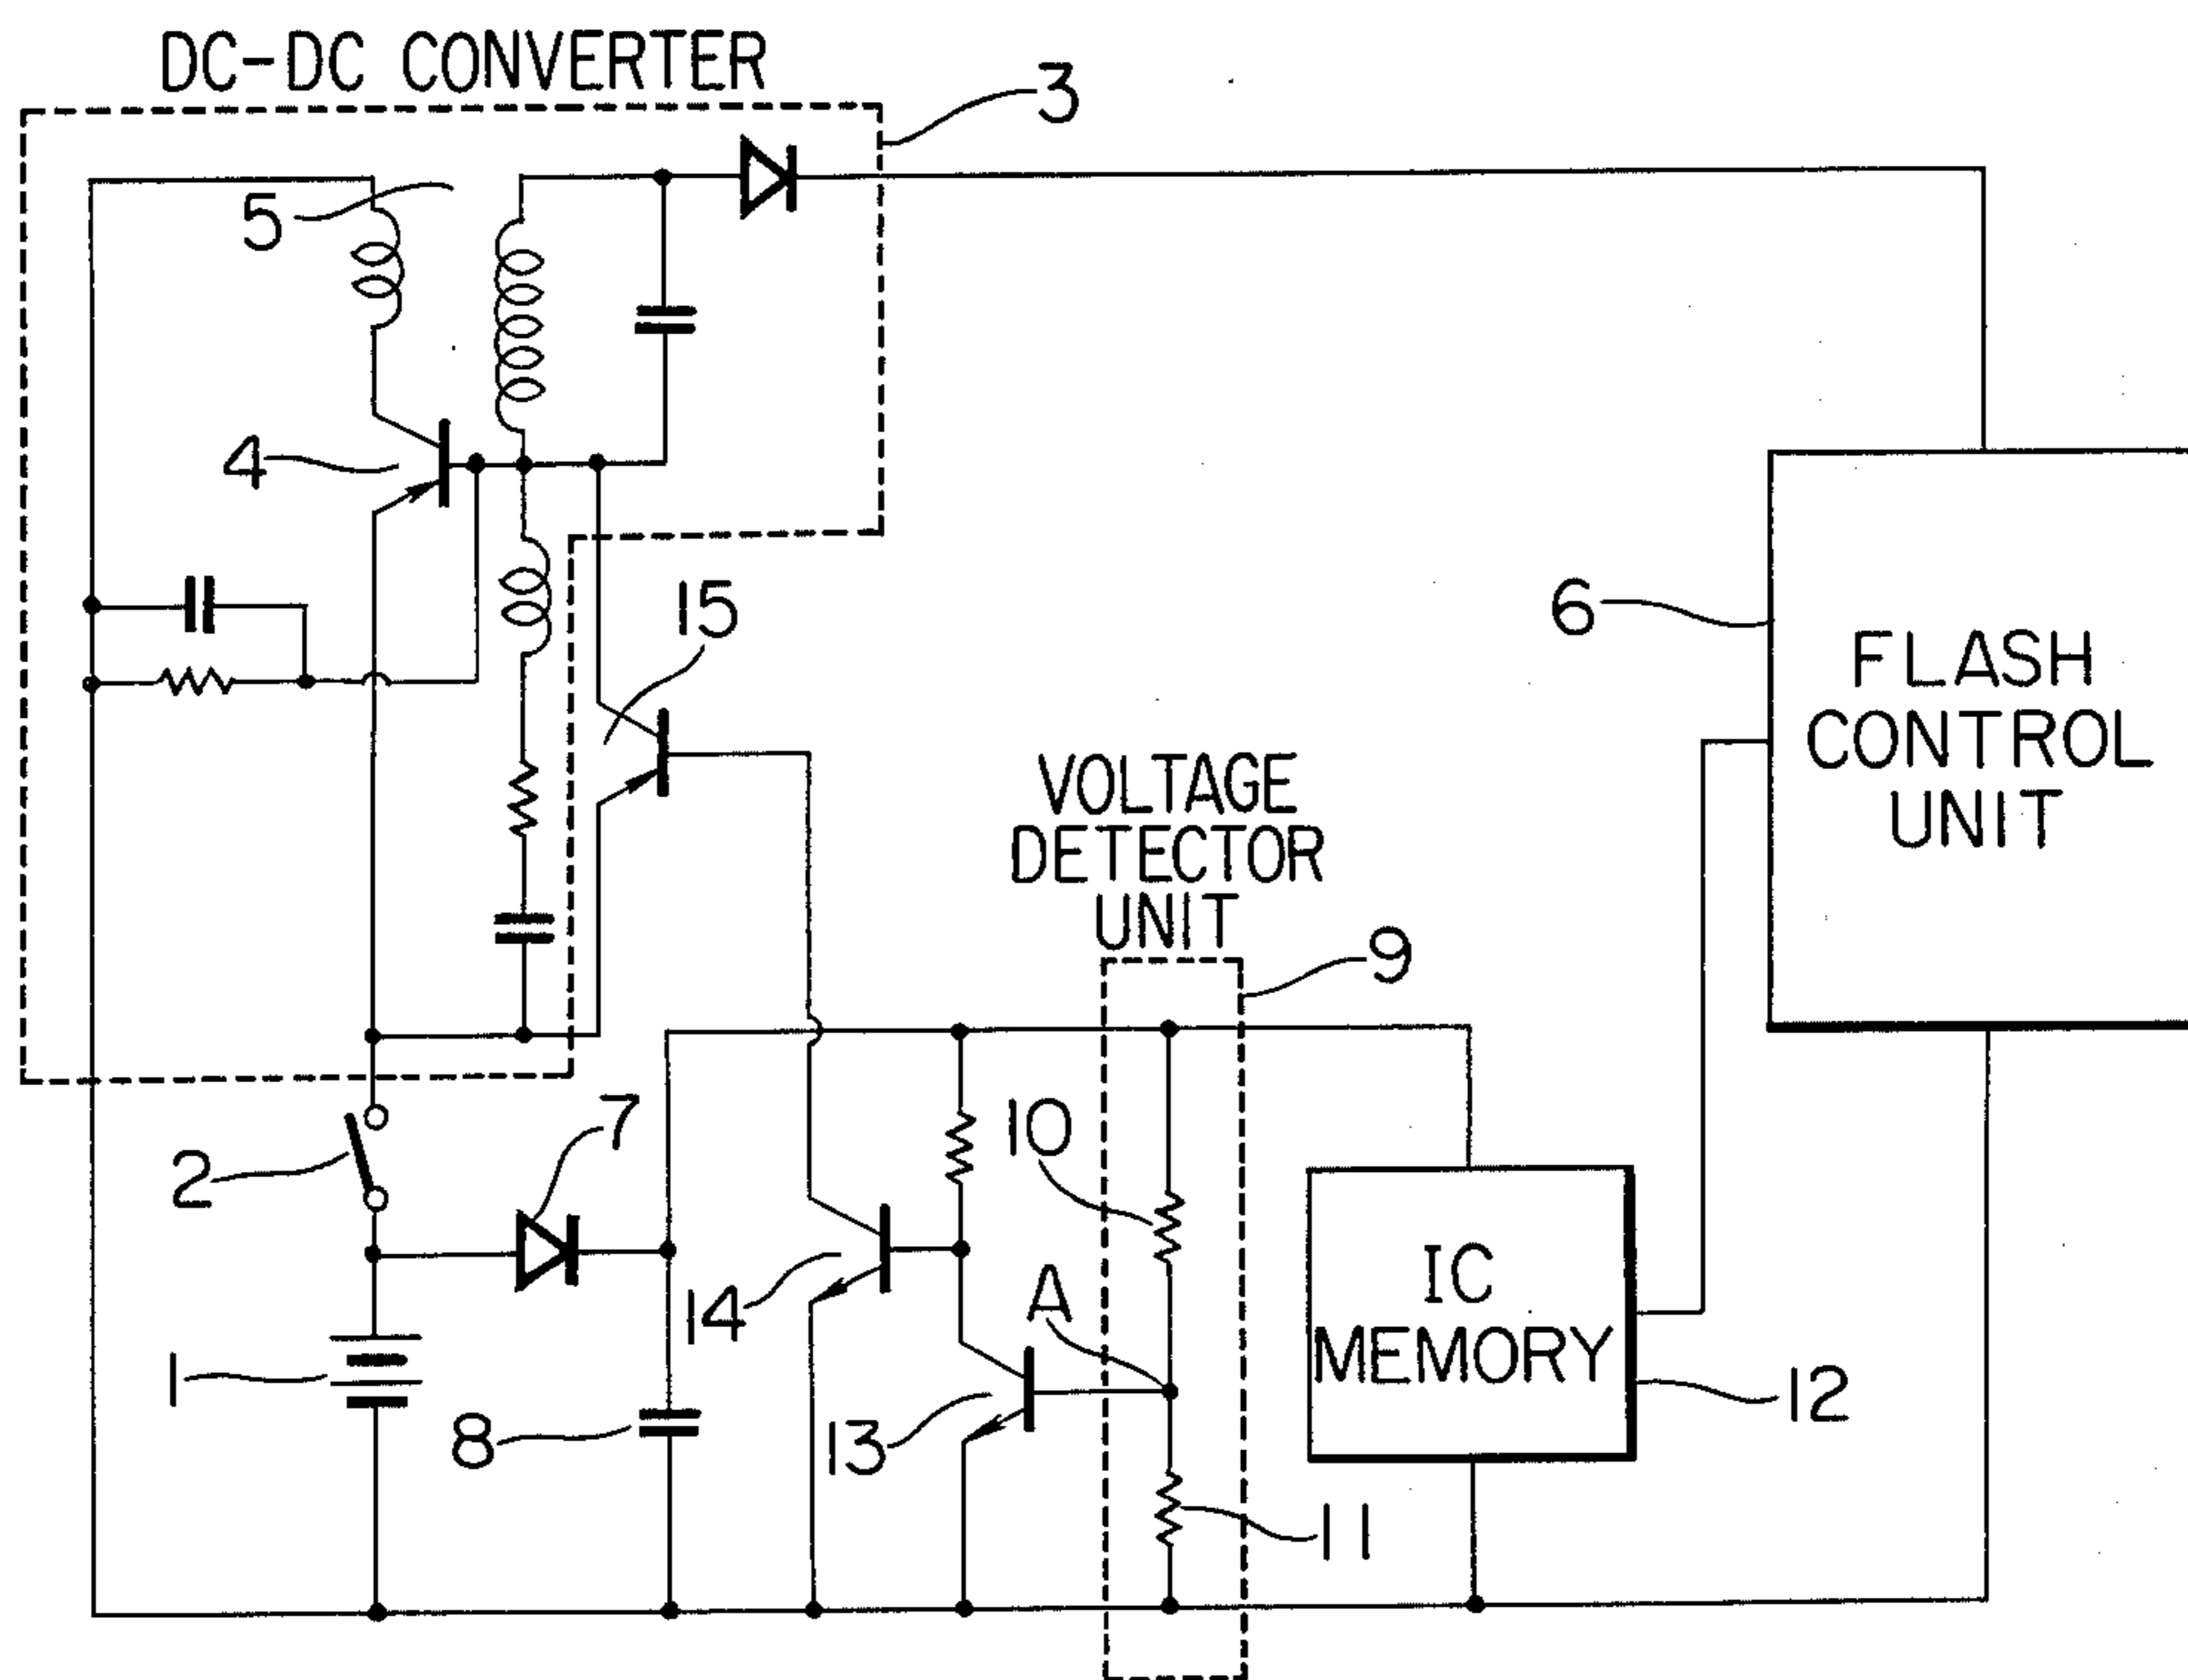 DC-DC CONVERTER
3
5
4
15
6
FLASH
CONTROL
UNIT
VOLTAGE
DETECTOR
UNIT
9
7
10
2
14
A
IC
MEMORY
1
8
13
12
11